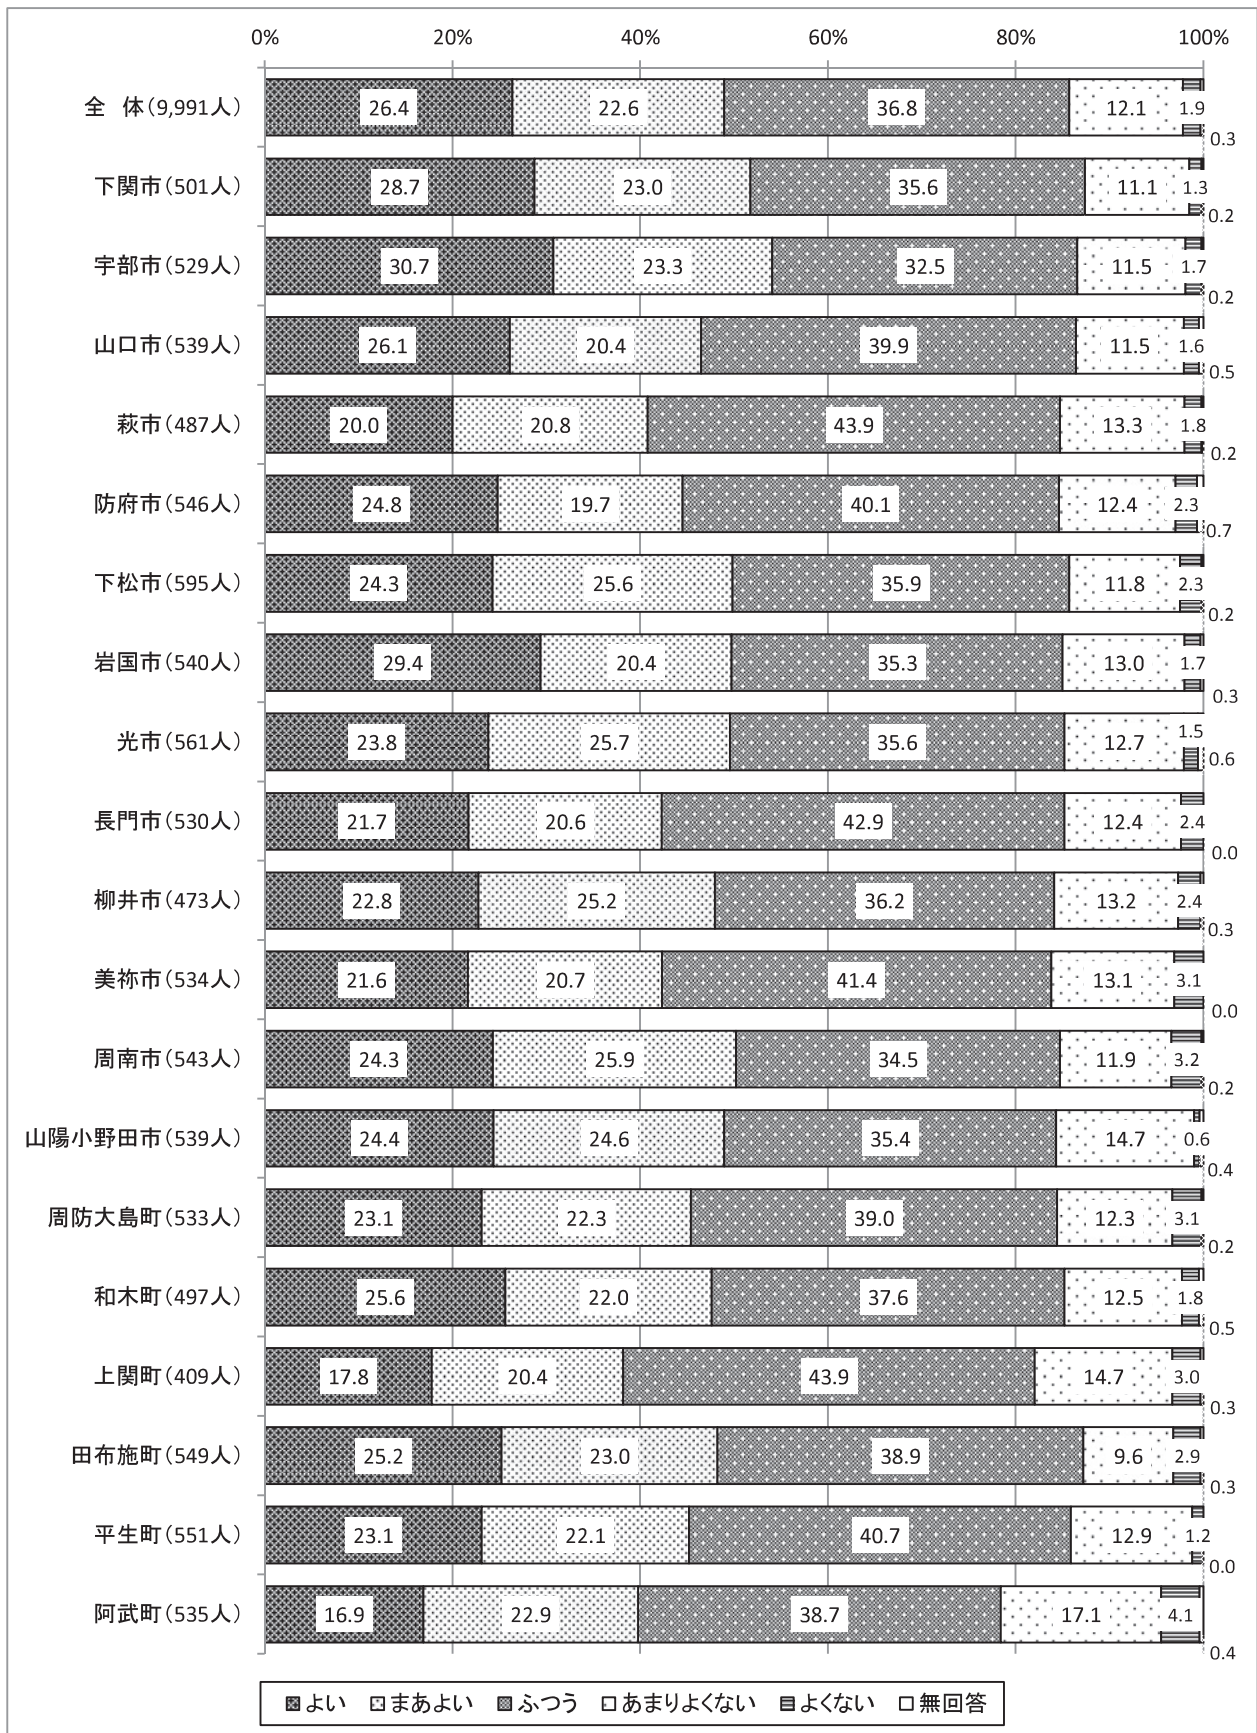 0% 20% 40% 60% 80% 100%
全 体(9,991人) 26.4 22.6 36.8 12.1 1.9 0.3
下関市(501人) 28.7 23.0 35.6 11.1 1.3 0.2
宇部市(529人) 30.7 23.3 32.5 11.5 1.7 0.2
山口市(539人) 26.1 20.4 39.9 11.5 1.6 0.5
萩市(487人) 20.0 20.8 43.9 13.3 1.8 0.2
防府市(546人) 24.8 19.7 40.1 12.4 2.3 0.7
下松市(595人) 24.3 25.6 35.9 11.8 2.3 0.2
岩国市(540人) 29.4 20.4 35.3 13.0 1.7 0.3
光市(561人) 23.8 25.7 35.6 12.7 1.5 0.6
長門市(530人) 21.7 20.6 42.9 12.4 2.4 0.0
柳井市(473人) 22.8 25.2 36.2 13.2 2.4 0.3
美祢市(534人) 21.6 20.7 41.4 13.1 3.1 0.0
周南市(543人) 24.3 25.9 34.5 11.9 3.2 0.2
山陽小野田市(539人) 24.4 24.6 35.4 14.7 0.6 0.4
周防大島町(533人) 23.1 22.3 39.0 12.3 3.1 0.2
和木町(497人) 25.6 22.0 37.6 12.5 1.8 0.5
上関町(409人) 17.8 20.4 43.9 14.7 3.0 0.3
田布施町(549人) 25.2 23.0 38.9 9.6 2.9 0.3
平生町(551人) 23.1 22.1 40.7 12.9 1.2 0.0
阿武町(535人) 16.9 22.9 38.7 17.1 4.1 0.4
よい まあよい ふつう あまりよくない よくない 無回答